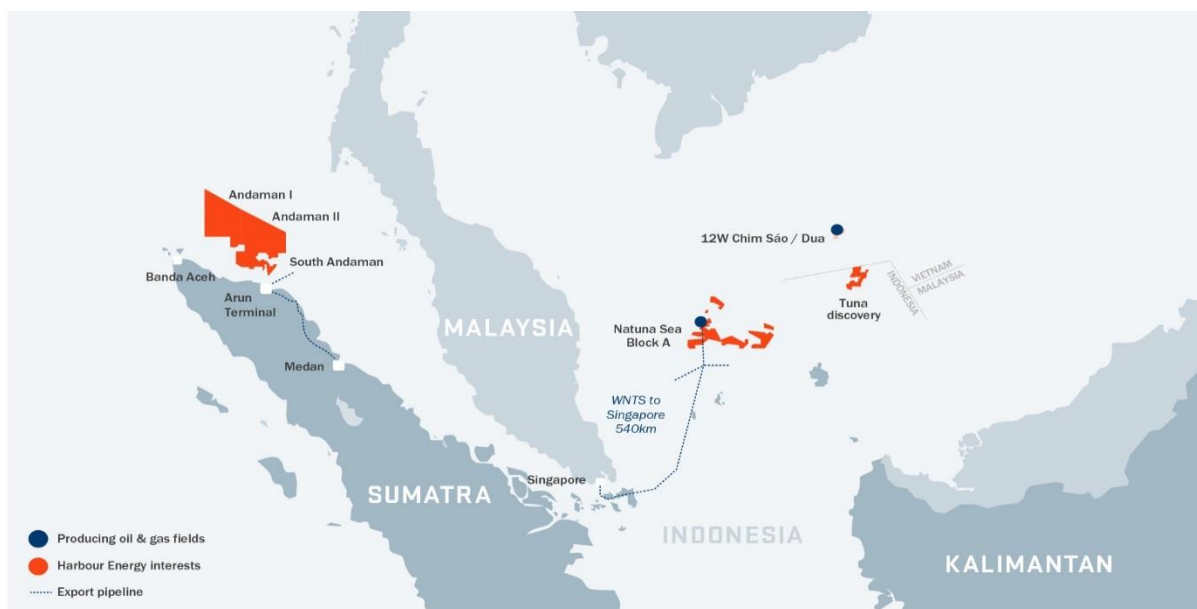 Andaman I
Andaman II
South Andaman
Banda Aceh
Arun
Terminal
Medan
MALAYSIA
12W Chim Sáo / Dua
VIETNAM
MALAYSIA
INDONESIA
Tuna
discovery
Natuna Sea
Block A
WNTS to
Singapore
540km
Singapore
SUMATRA
INDONESIA
KALIMANTAN
Producing oil & gas fields
Harbour Energy interests
Export pipeline